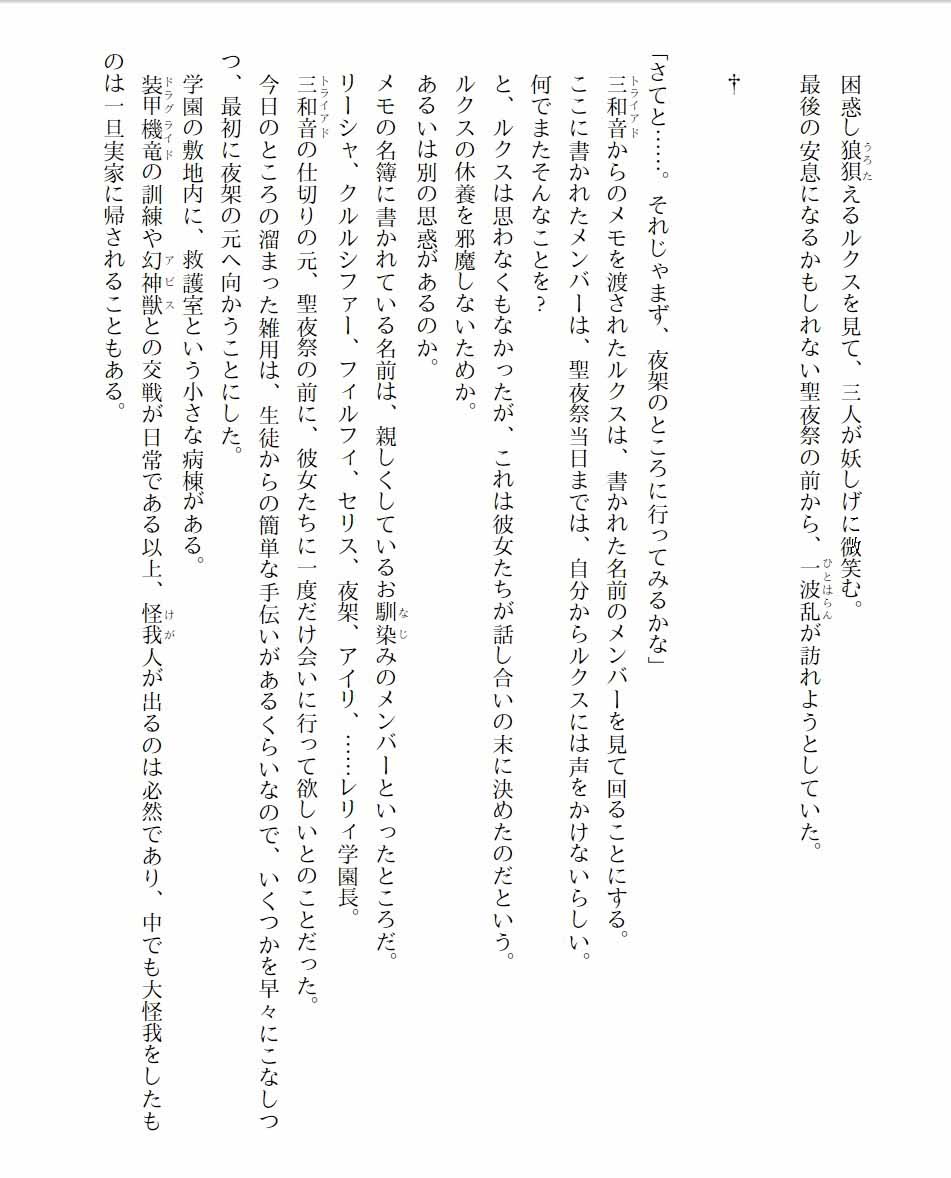 困惑し狼狽えるルクスを見て、三人が妖しげに微笑む。
最後の安息になるかもしれない聖夜祭の前から、一波乱が訪れようとしていた。
†
「さてと……。それじゃまず、夜架のところに行ってみるかな」
三和音からのメモを渡されたルクスは、書かれた名前のメンバーを見て回ることにする。
ここに書かれたメンバーは、聖夜祭当日までは、自分からルクスには声をかけないらしい。
何でまたそんなことを?
と、ルクスは思わなくもなかったが、これは彼女たちが話し合いの末に決めたのだという。
ルクスの休養を邪魔しないためか。
あるいは別の思惑があるのか。
メモの名簿に書かれている名前は、親しくしているお馴染みのメンバーといったところだ。
リーシャ、クルルシファー、フィルフィ、セリス、夜架、アイリ、……レリィ学園長。
三和音の仕切りの元、聖夜祭の前に、彼女たちに一度だけ会いに行って欲しいとのことだった。
今日のところの溜まった雑用は、生徒からの簡単な手伝いがあるくらいなので、いくつかを早々にこなしつ
つ、最初に夜架の元へ向かうことにした。
学園の敷地内に、救護室という小さな病棟がある。
装甲機竜の訓練や幻神獣との交戦が日常である以上、怪我人が出るのは必然であり、中でも大怪我をしたも
のは一旦実家に帰されることもある。